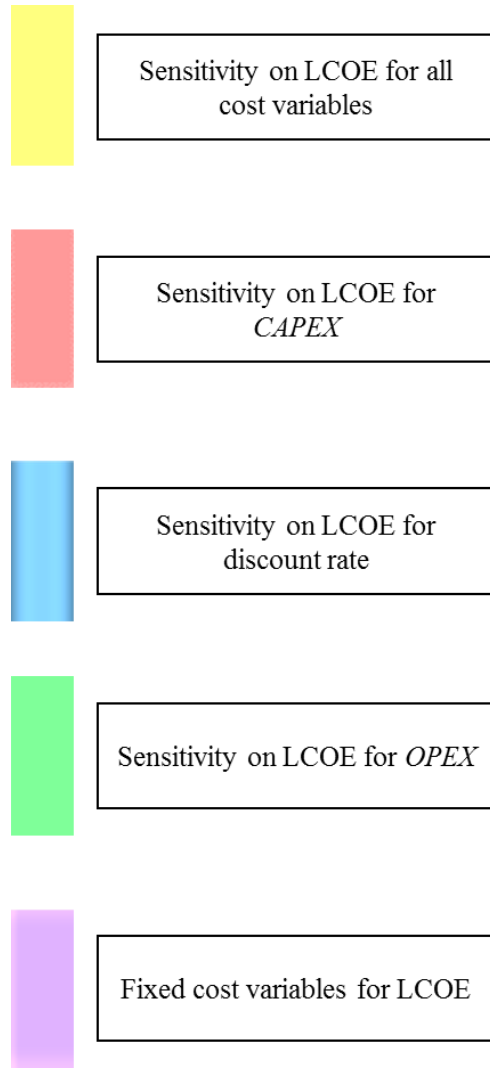 Sensitivity on LCOE for all
cost variables
Sensitivity on LCOE for
CAPEX
Sensitivity on LCOE for
discount rate
Sensitivity on LCOE for OPEX
Fixed cost variables for LCOE